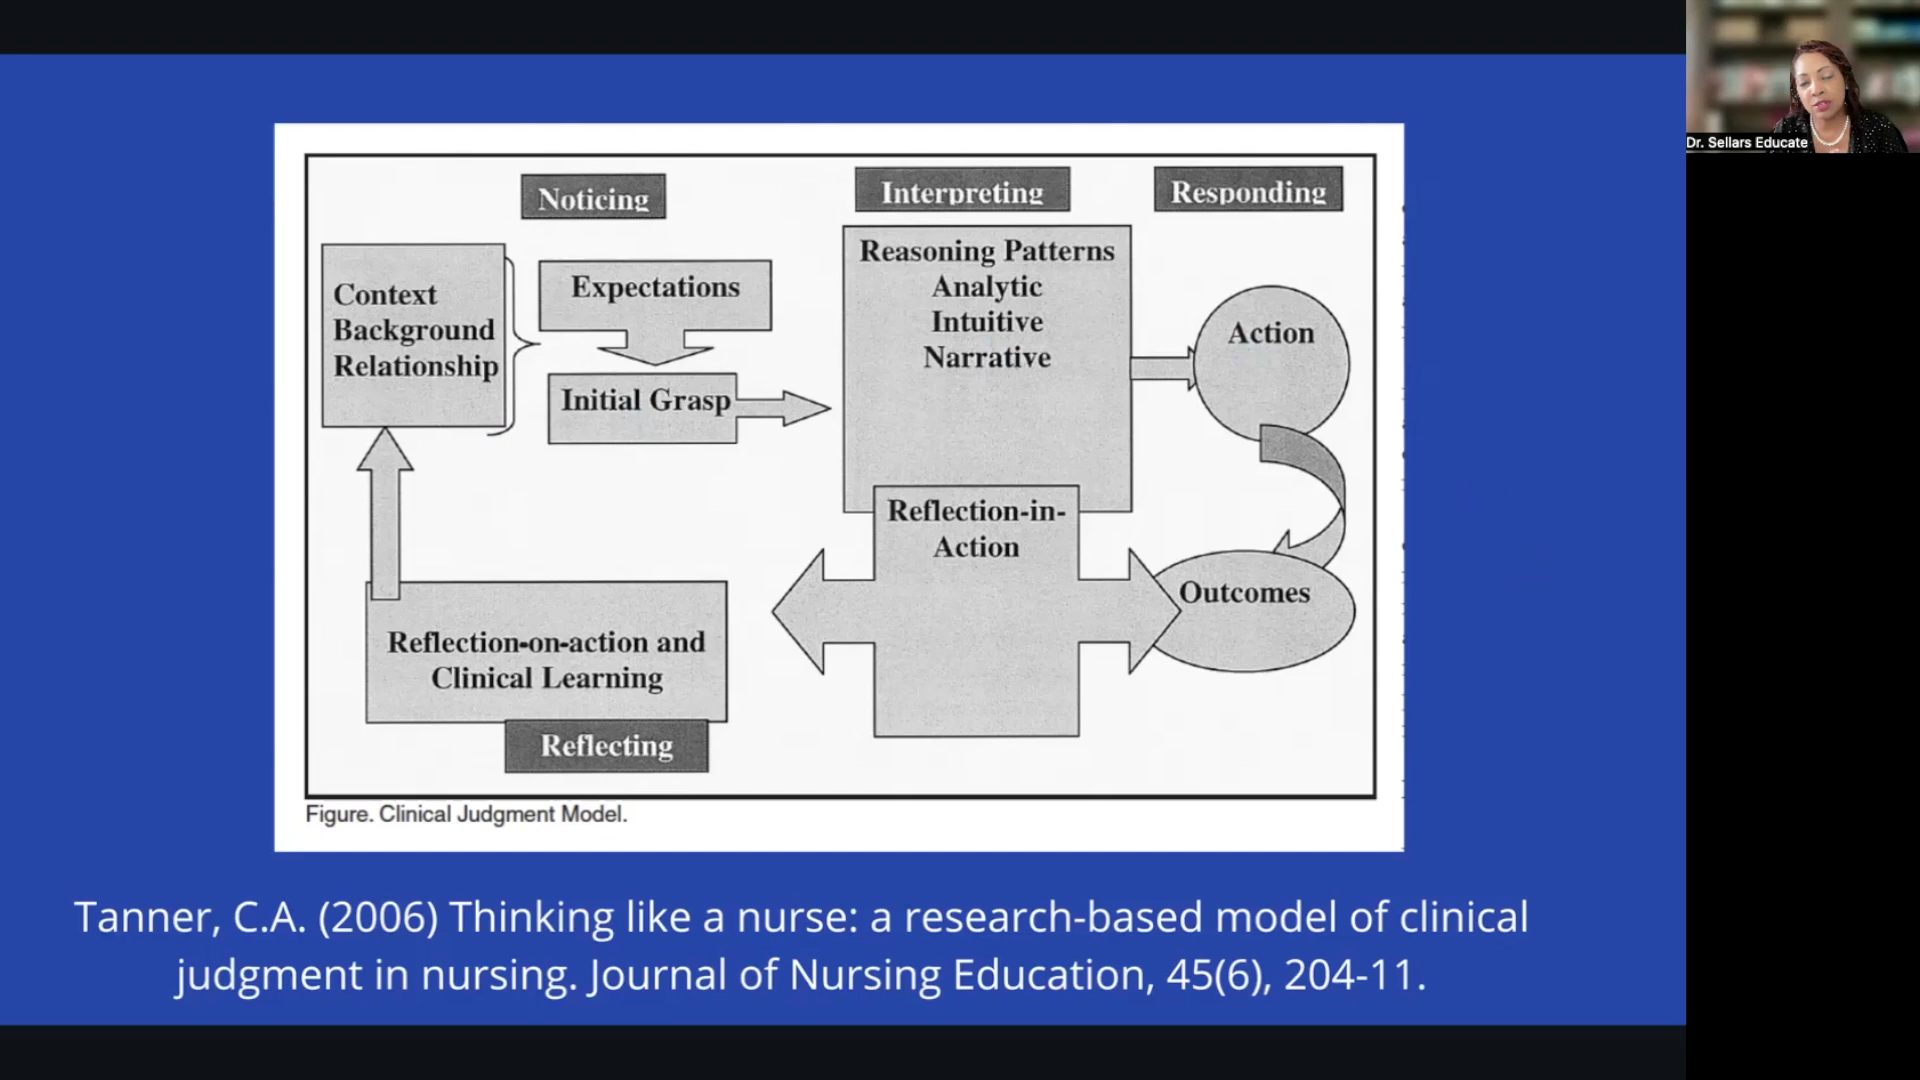 Dr. Sellars Educate
Noticing
Interpreting
Responding
Context
Background
Relationship
Expectations
Initial Grasp
Reasoning Patterns
Analytic
Intuitive
Narrative
Action
Reflection-in-
Action
Outcomes
Reflection-on-action and
Clinical Learning
Reflecting
Figure. Clinical Judgment Model.
Tanner, C.A. (2006) Thinking like a nurse: a research-based model of clinical
judgment in nursing. Journal of Nursing Education, 45(6), 204-11.